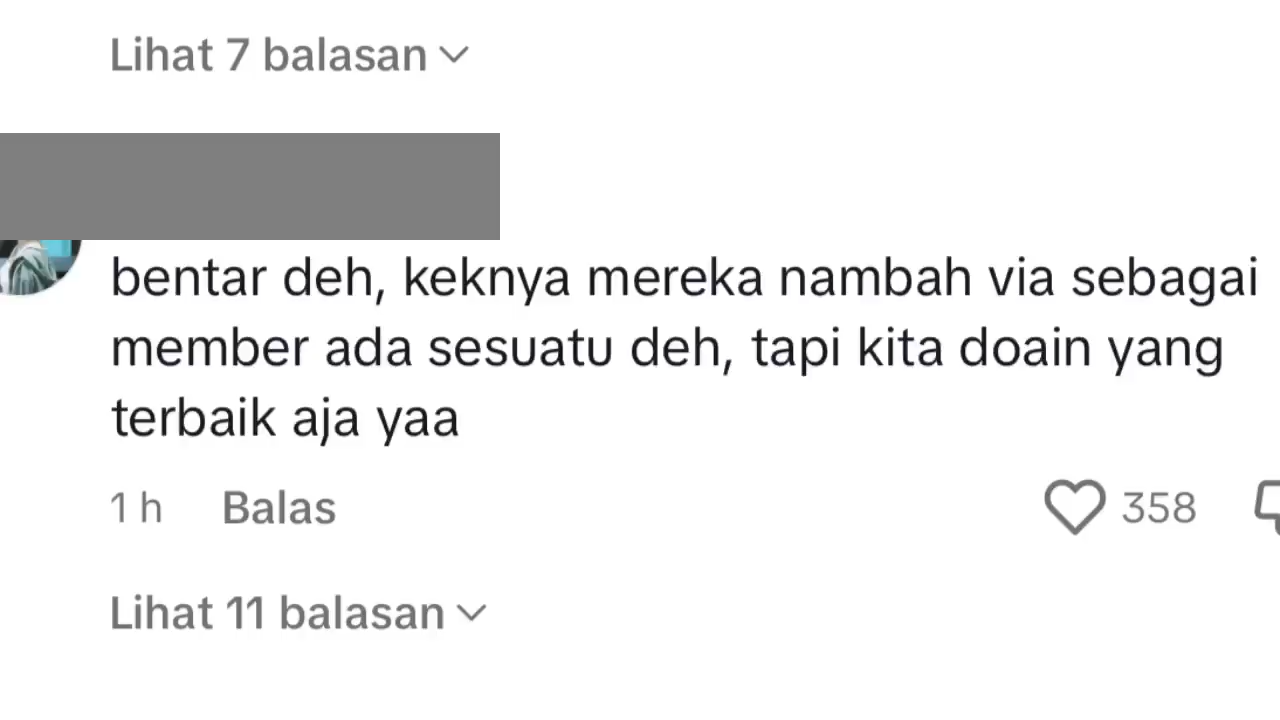 Lihat 7 balasan
bentar deh, keknya mereka nambah via sebagai
member ada sesuatu deh, tapi kita doain yang
terbaik aja yaa
1 h Balas 358
Lihat 11 balasan